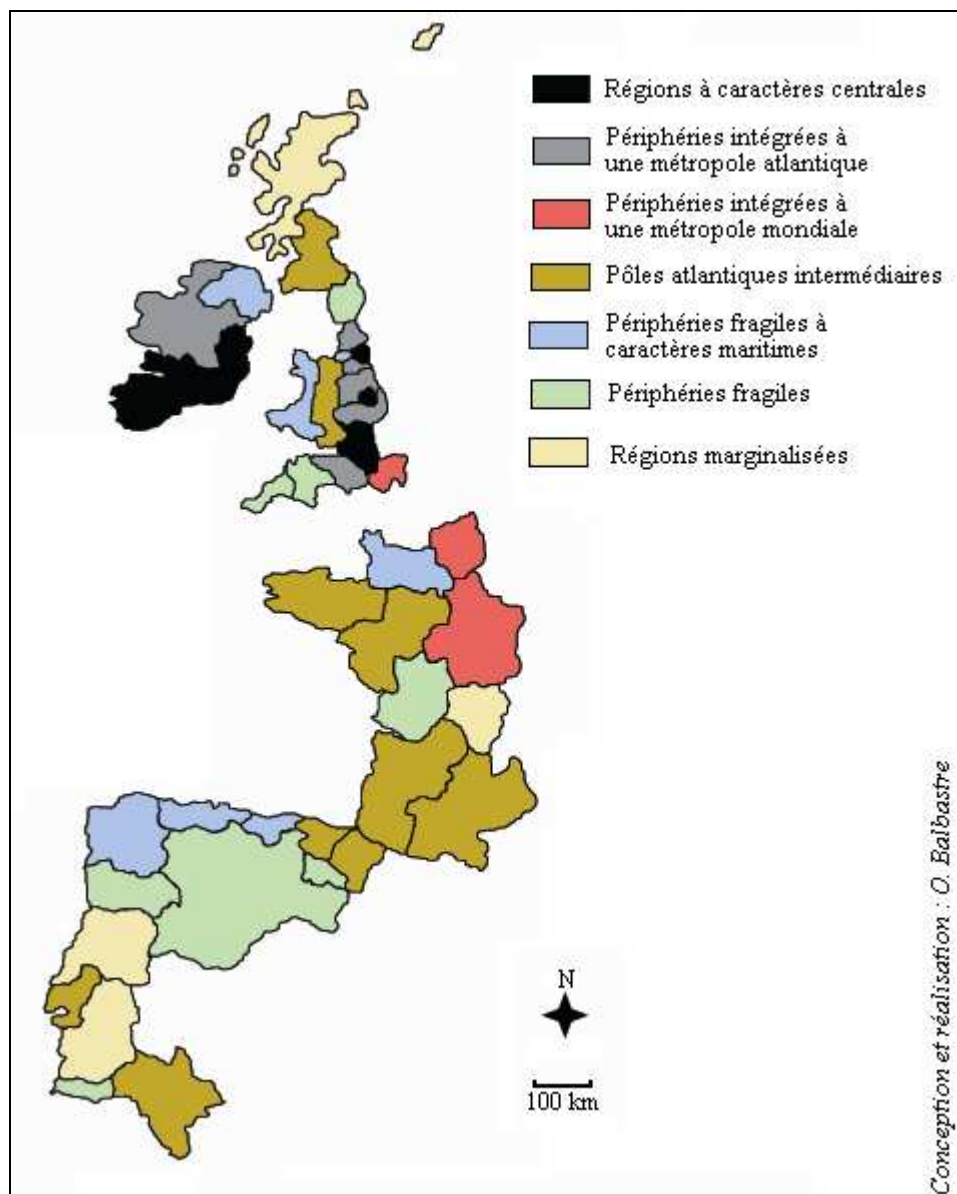 Régions à caractères centrales
Périphéries intégrées à
une métropole atlantique
Périphéries intégrées à
une métropole mondiale
Pôles atlantiques intermédiaires
Périphéries fragiles à
caractères maritimes
Périphéries fragiles
Régions marginalisées
N
100 km
Conception et réalisation : O. Balbastre